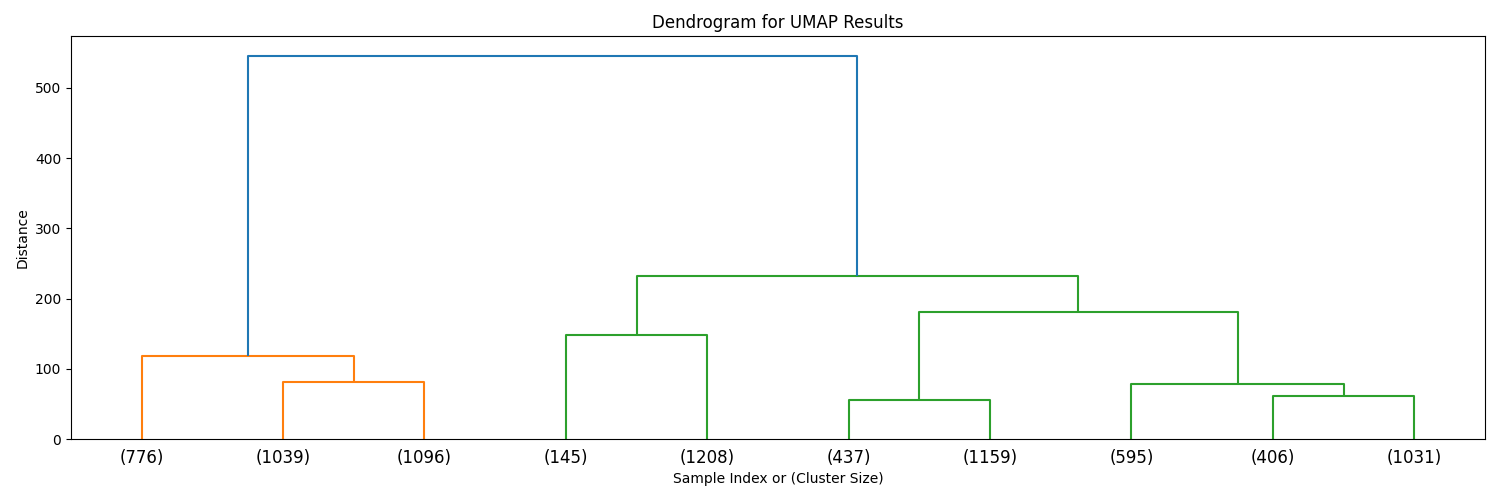 Dendrogram for UMAP Results
Distance
500
400
300
200
100
0
(776) (1039) (1096) (145) (1208) (437) (1159) (595) (406) (1031)
Sample Index or (Cluster Size)